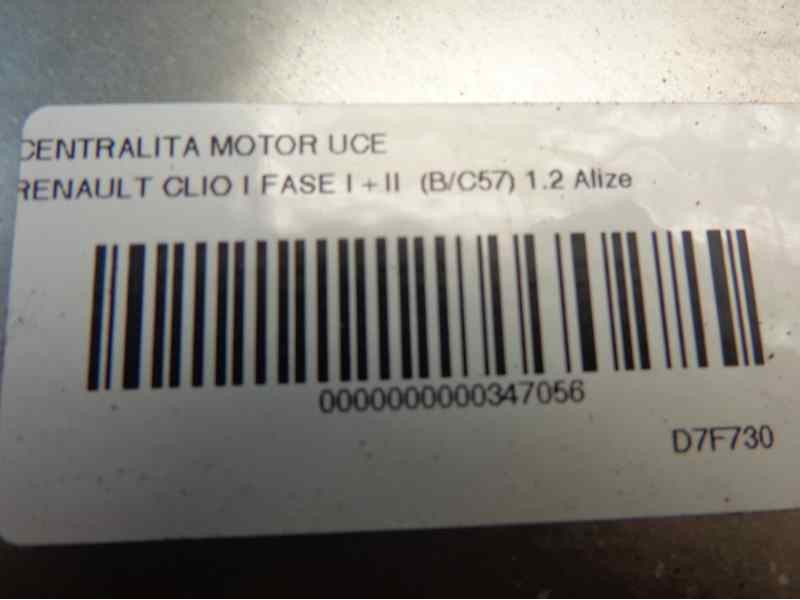 CENTRALITA MOTOR UCE
RENAULT CLIO I FASE I + II (B/C57) 1.2 Alize
0000000000347056
D7F730